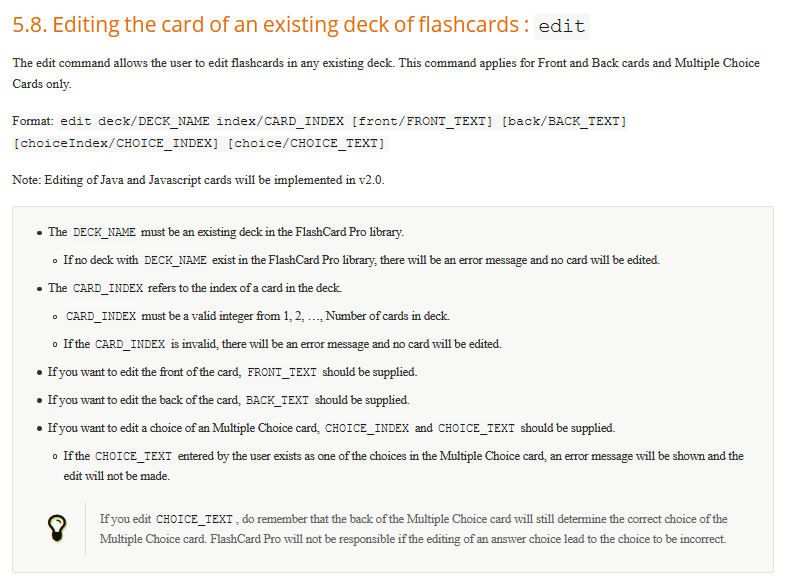 5.8. Editing the card of an existing deck of flashcards : edit
The edit command allows the user to edit flashcards in any existing deck. This command applies for Front and Back cards and Multiple Choice
Cards only.
Format: edit deck/DECK_NAME index/CARD_INDEX [front/FRONT_TEXT] [back/BACK_TEXT]
[choiceIndex/CHOICE_INDEX] [choice/CHOICE_TEXT]
Note: Editing of Java and Javascript cards will be implemented in v2.0.
• The DECK_NAME must be an existing deck in the FlashCard Pro library.
◦ If no deck with DECK_NAME exist in the FlashCard Pro library, there will be an error message and no card will be edited.
• The CARD_INDEX refers to the index of a card in the deck.
◦ CARD_INDEX must be a valid integer from 1, 2, …, Number of cards in deck.
◦ If the CARD_INDEX is invalid, there will be an error message and no card will be edited.
• If you want to edit the front of the card, FRONT_TEXT should be supplied.
• If you want to edit the back of the card, BACK_TEXT should be supplied.
• If you want to edit a choice of an Multiple Choice card, CHOICE_INDEX and CHOICE_TEXT should be supplied.
◦ If the CHOICE_TEXT entered by the user exists as one of the choices in the Multiple Choice card, an error message will be shown and the
edit will not be made.
If you edit CHOICE_TEXT , do remember that the back of the Multiple Choice card will still determine the correct choice of the
Multiple Choice card. FlashCard Pro will not be responsible if the editing of an answer choice lead to the choice to be incorrect.